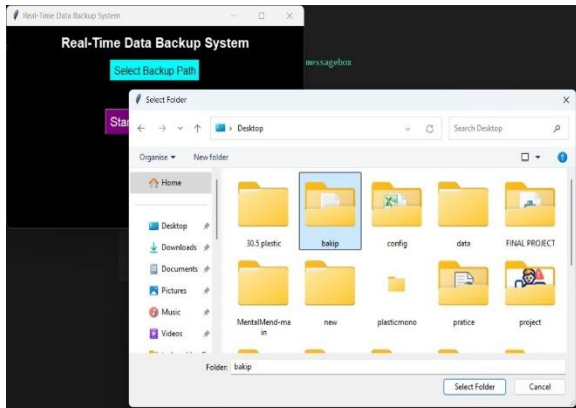 Real-Time Data Backup System
Real-Time Data Backup System
Select Backup Path
messagebox
Star
Select Folder
Desktop
Search Desktop
Organise
New folder
Home
Desktop
Downloads
Documents
Pictures
Music
Videos
30.5 plastic
bakip
config
data
FINAL PROJECT
MentalMend-ma
in
new
plasticmono
pratice
project
Folder: bakip
Select Folder
Cancel